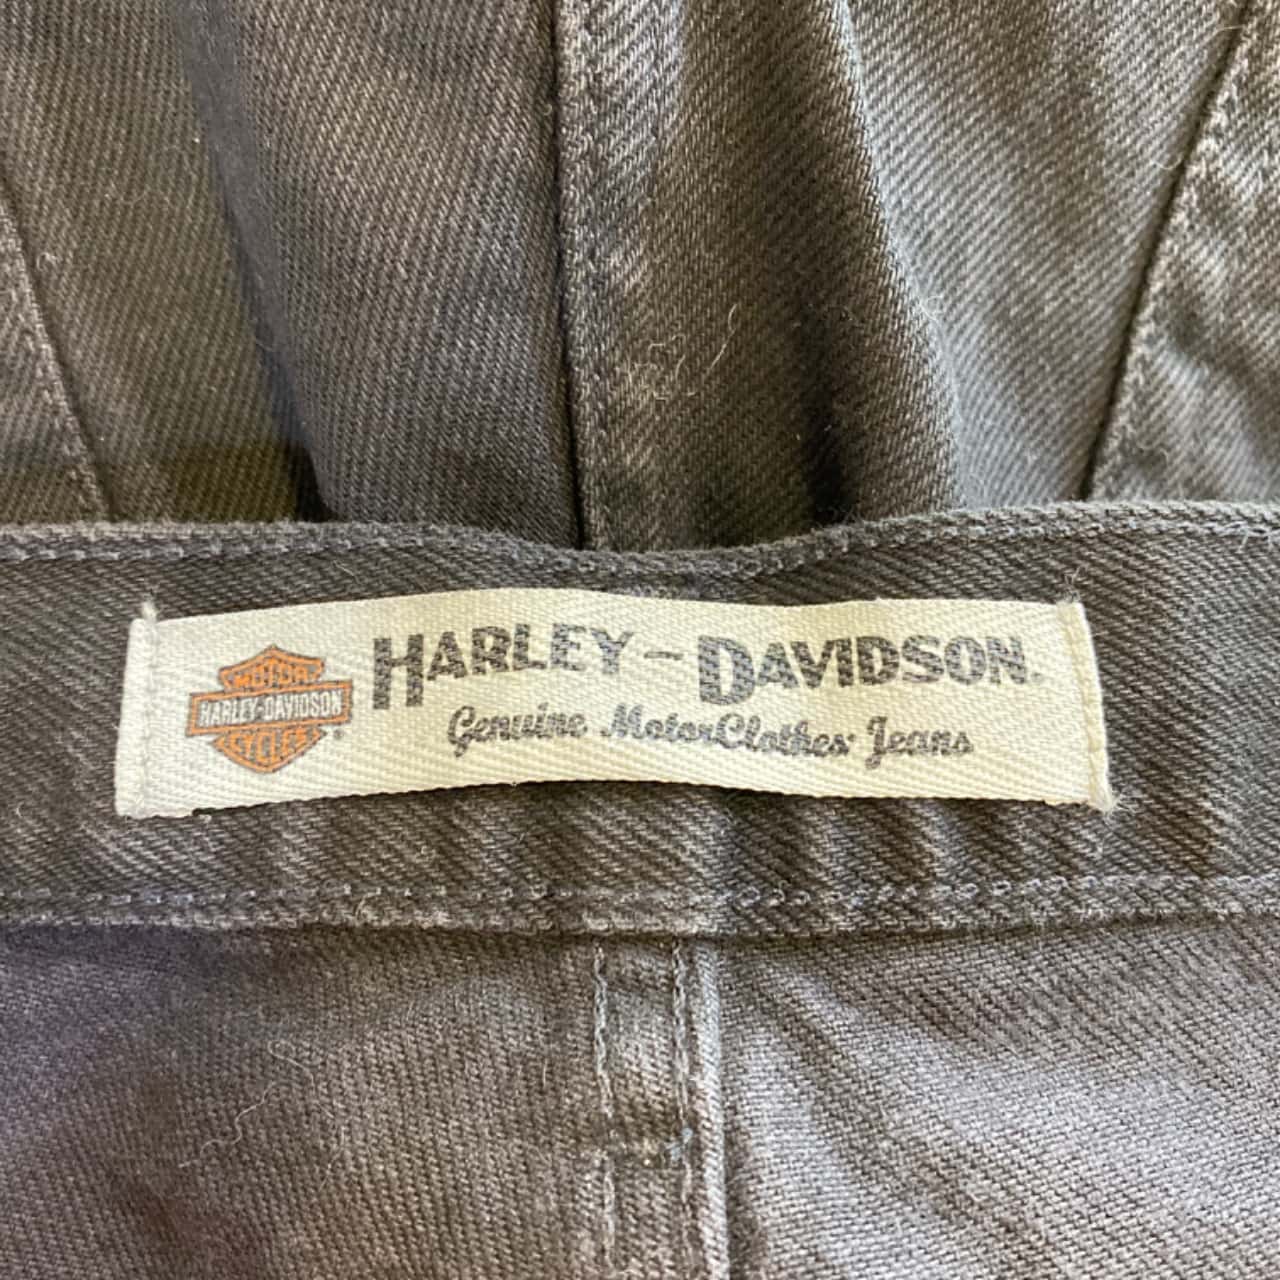 MOTOR
HARLEY-DAVIDSON
CYCLES
HARLEY-DAVIDSON
Genuine MotorClothes Jeans